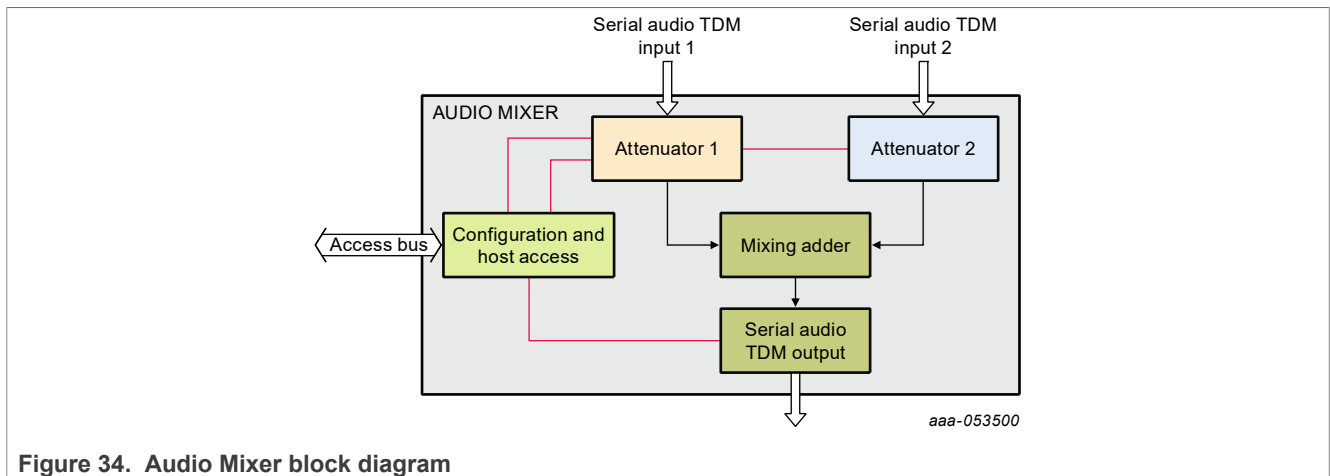 Serial audio TDM
input 1
Serial audio TDM
input 2
AUDIO MIXER
Attenuator 1
Attenuator 2
Access bus
Configuration and
host access
Mixing adder
Serial audio
TDM output
aaa-053500
Figure 34. Audio Mixer block diagram